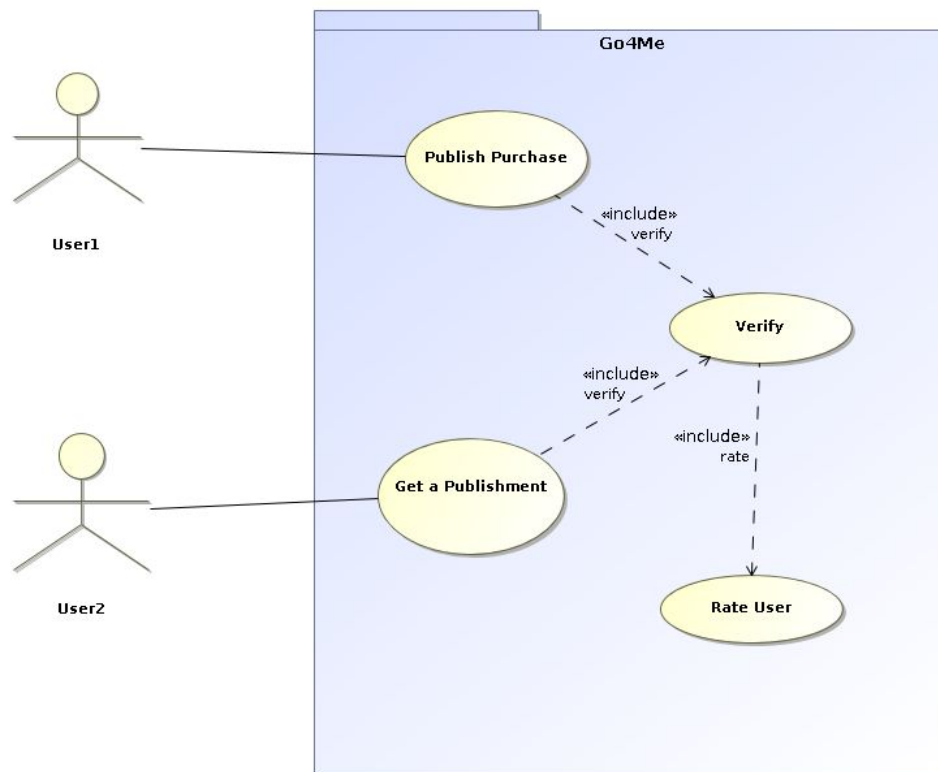 Go4Me
Publish Purchase
«include»
verify
User1
Verify
«include»
verify
«include»
rate
Get a Publishment
User2
Rate User